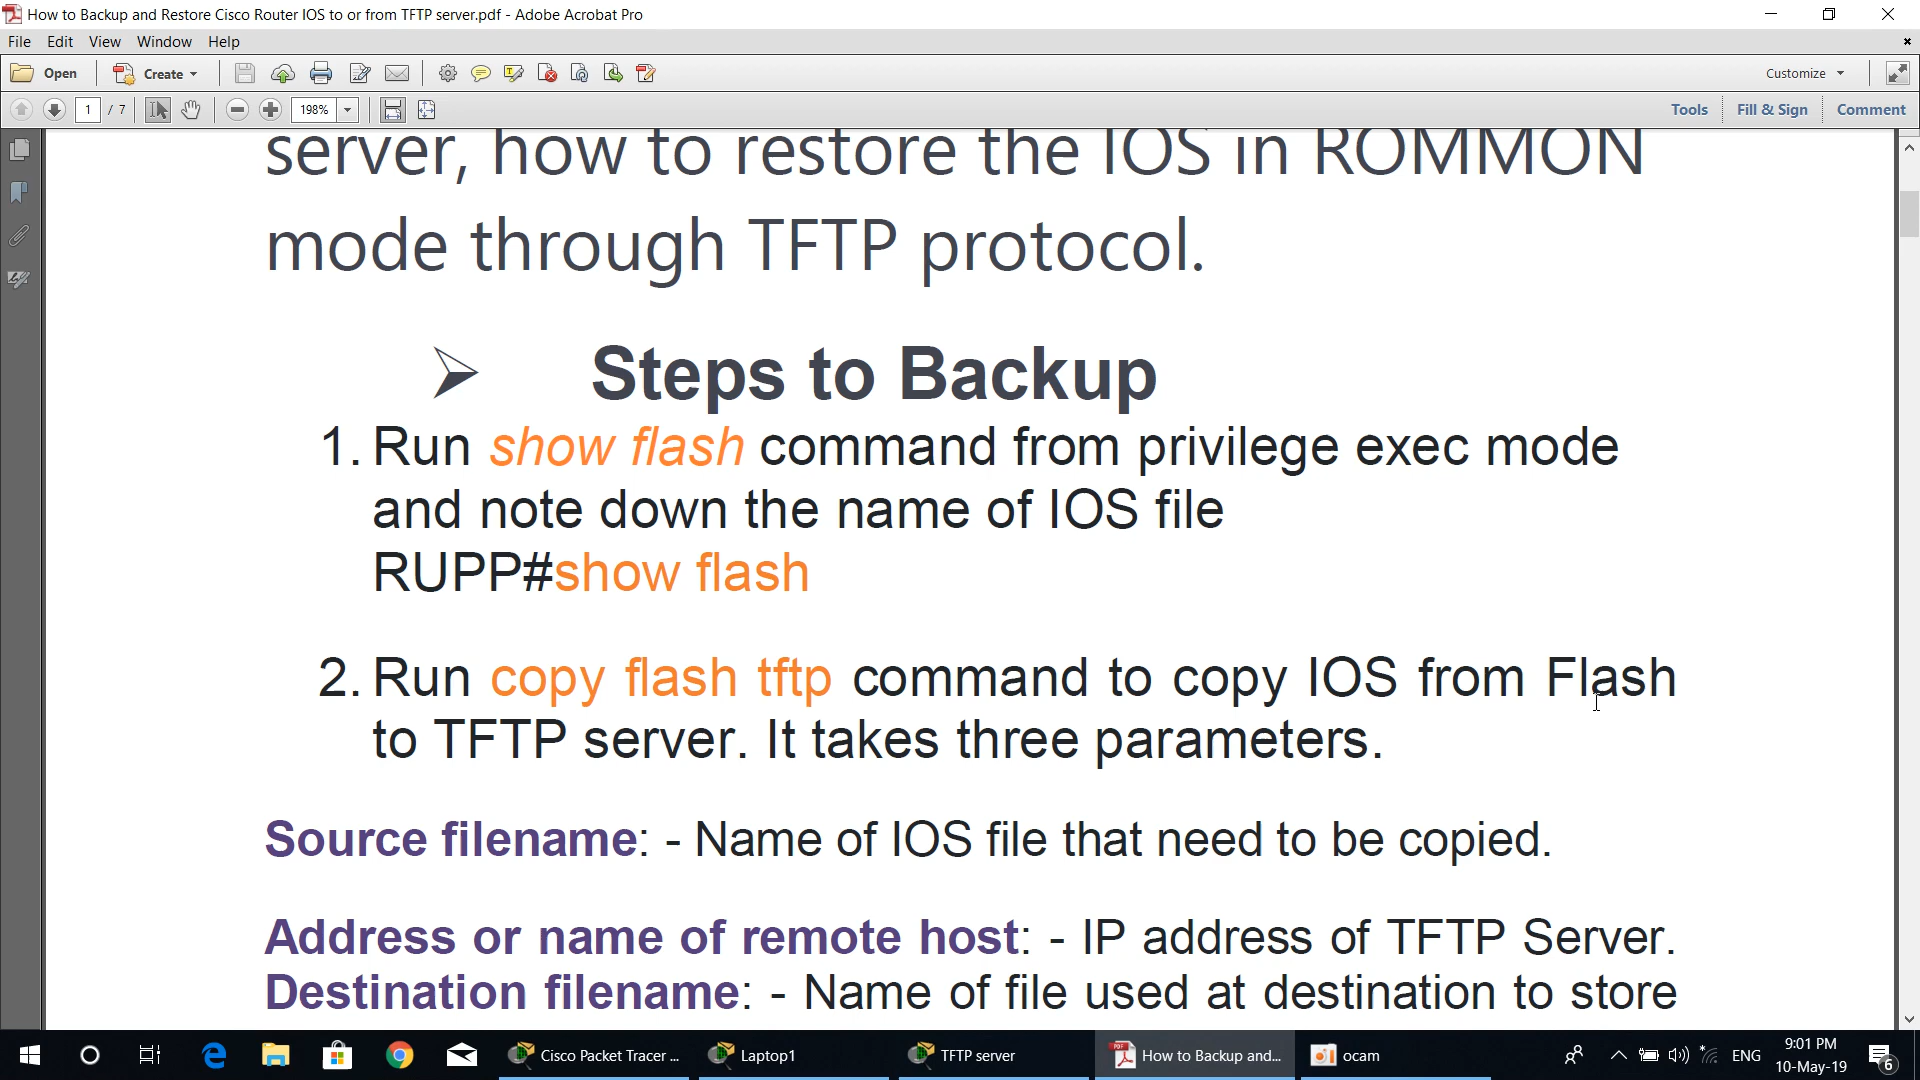 How to Backup and Restore Cisco Router IOS to or from TFTP server.pdf - Adobe Acrobat Pro
File Edit View Window Help
Open Create Customize
1 / 7 198% Tools Fill & Sign Comment
server, how to restore the IOS in ROMMON
mode through TFTP protocol.
➢ Steps to Backup
1. Run show flash command from privilege exec mode
and note down the name of IOS file
RUPP#show flash
2. Run copy flash tftp command to copy IOS from Flash
to TFTP server. It takes three parameters.
Source filename: - Name of IOS file that need to be copied.
Address or name of remote host: - IP address of TFTP Server.
Destination filename: - Name of file used at destination to store
Cisco Packet Tracer ... Laptop1 TFTP server How to Backup and... ocam ENG 9:01 PM
10-May-19 6